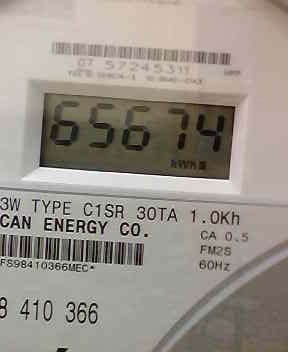 07 57245311
65674
kWh
3W TYPE C1SR 30TA 1.0Kh
CAN ENERGY CO.
CA 0.5
FM2S
60Hz
FS98410366MEC*
8 410 366